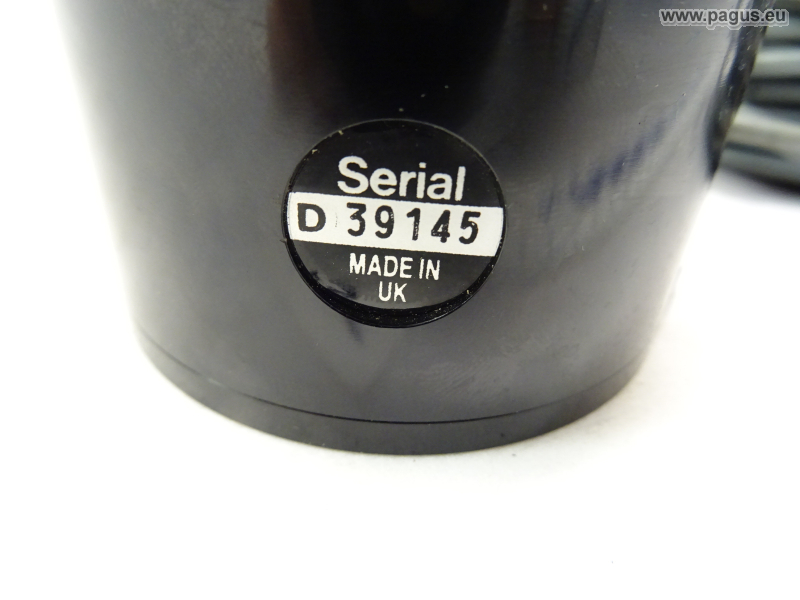 www.pagus.eu
Serial
D 39145
MADE IN
UK